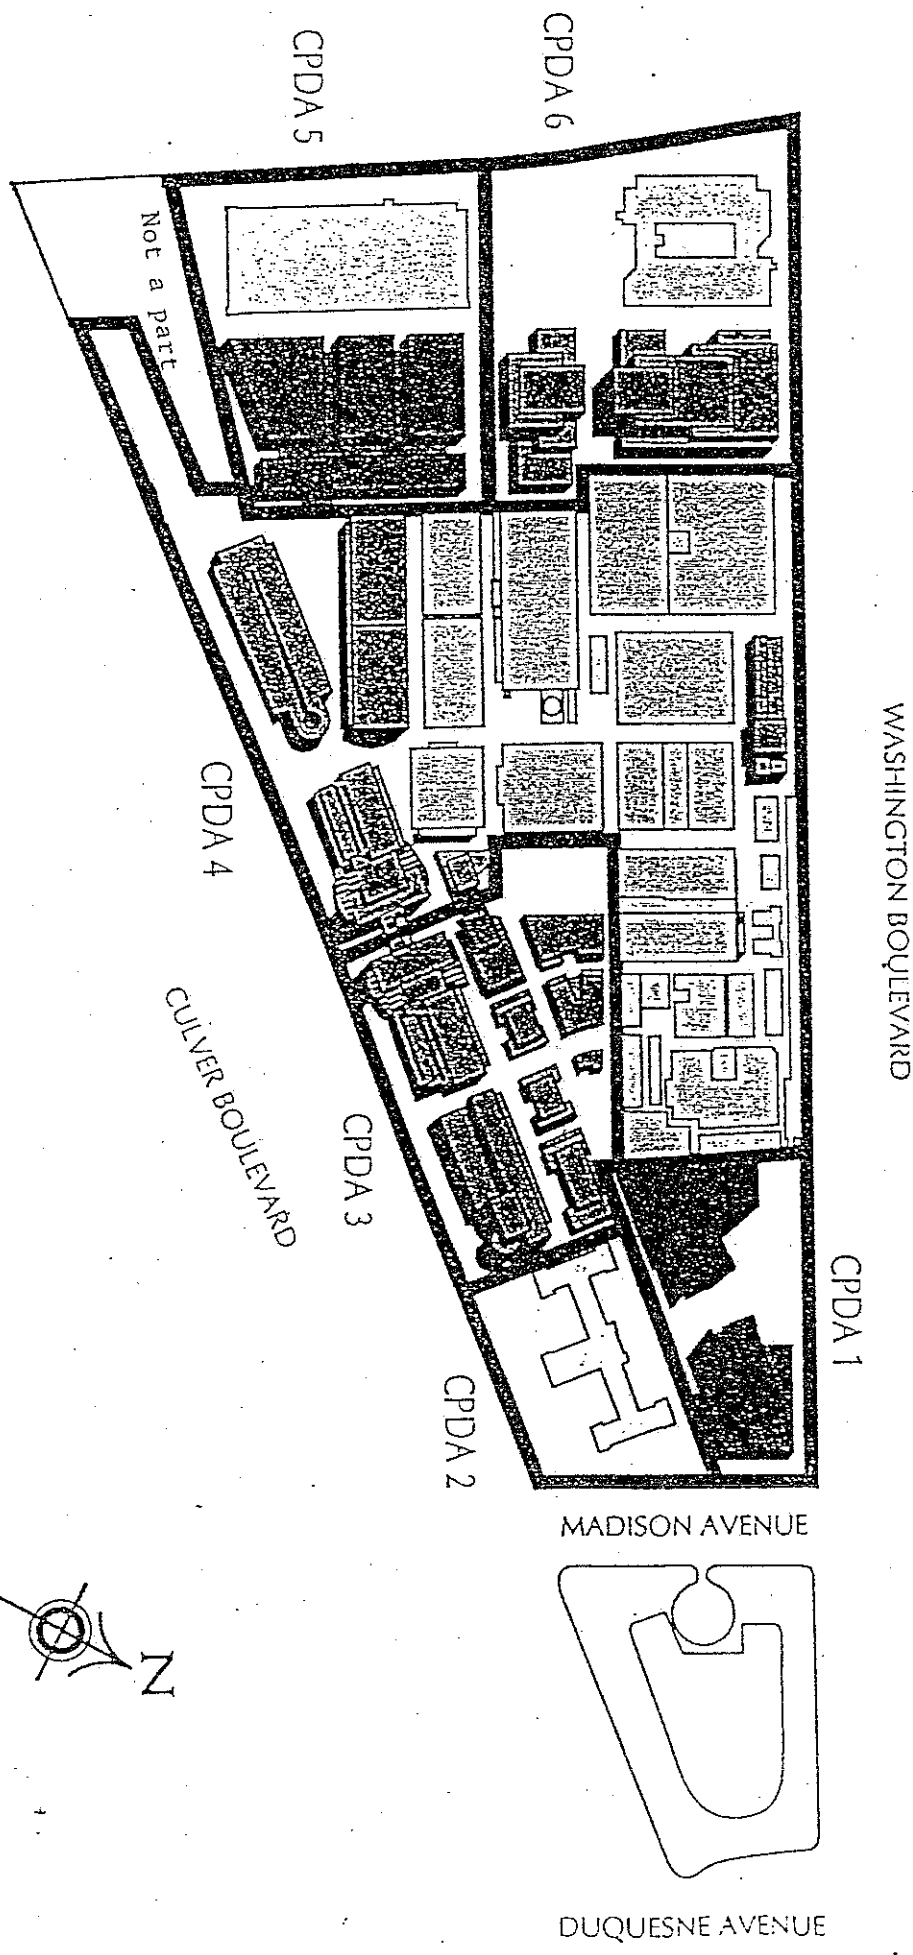 CPDA 5
CPDA 6
Not a part
WASHINGTON BOULEVARD
CPDA 4
CULVER BOULEVARD
CPDA 3
CPDA 1
CPDA 2
MADISON AVENUE
N
DUQUESNE AVENUE